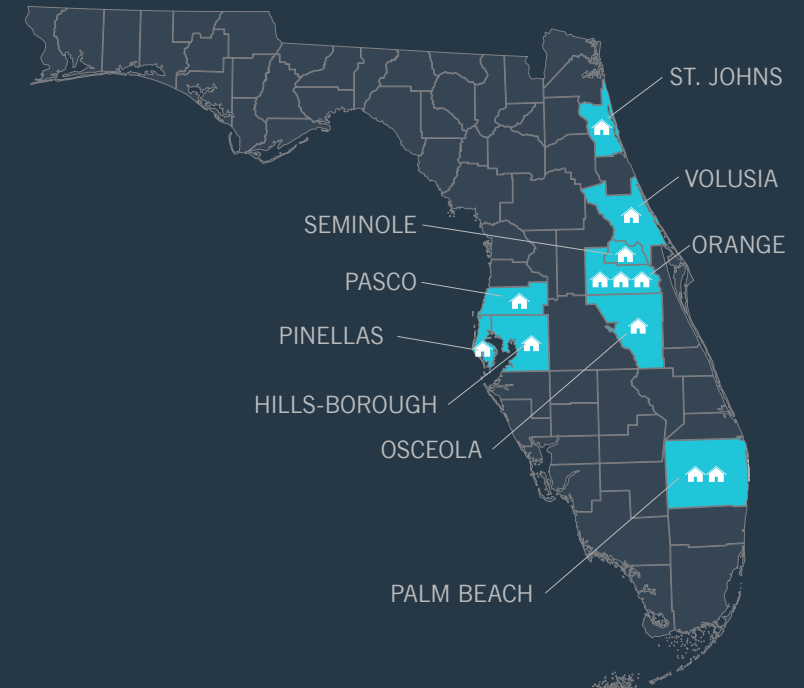 ST. JOHNS
VOLUSIA
SEMINOLE
ORANGE
PASCO
PINELLAS
HILLS-BOROUGH
OSCEOLA
PALM BEACH